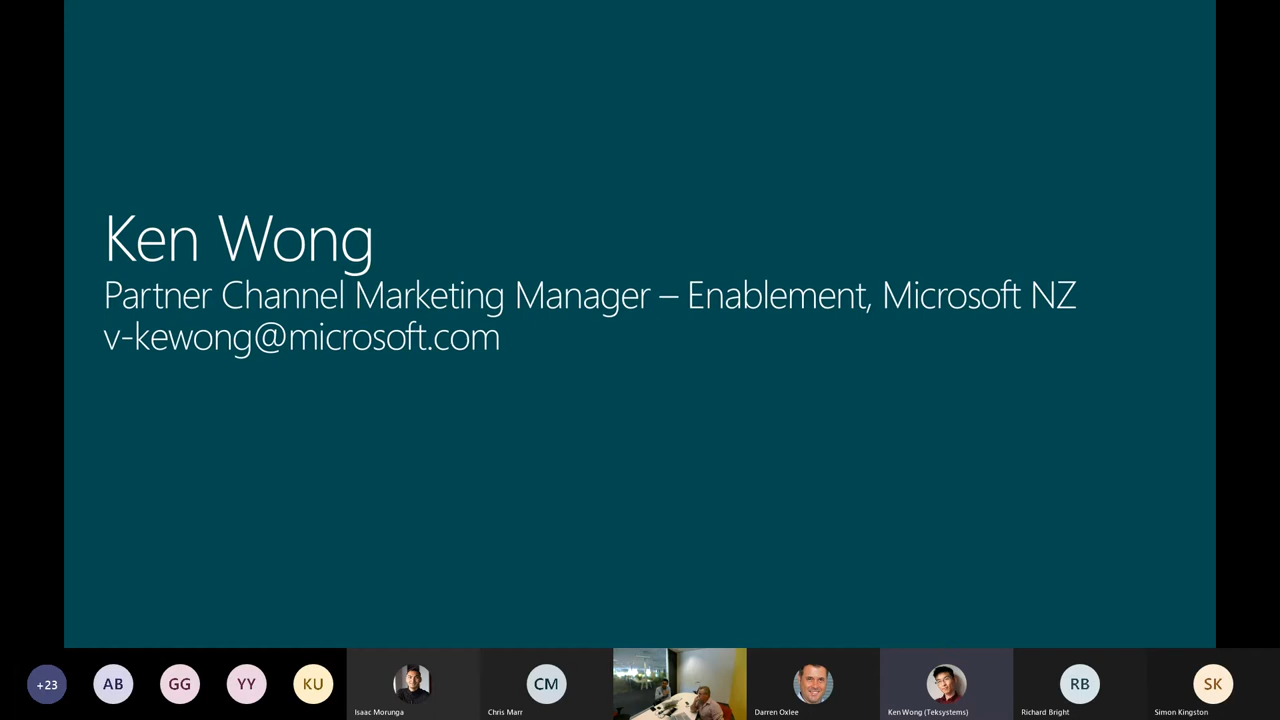 Ken Wong
Partner Channel Marketing Manager – Enablement, Microsoft NZ
v-kewong@microsoft.com
+23
AB
GG
YY
KU
CM
RB
SK
Isaac Morunga
Chris Marr
Darren Oxlee
Ken Wong (Teksystems)
Richard Bright
Simon Kingston